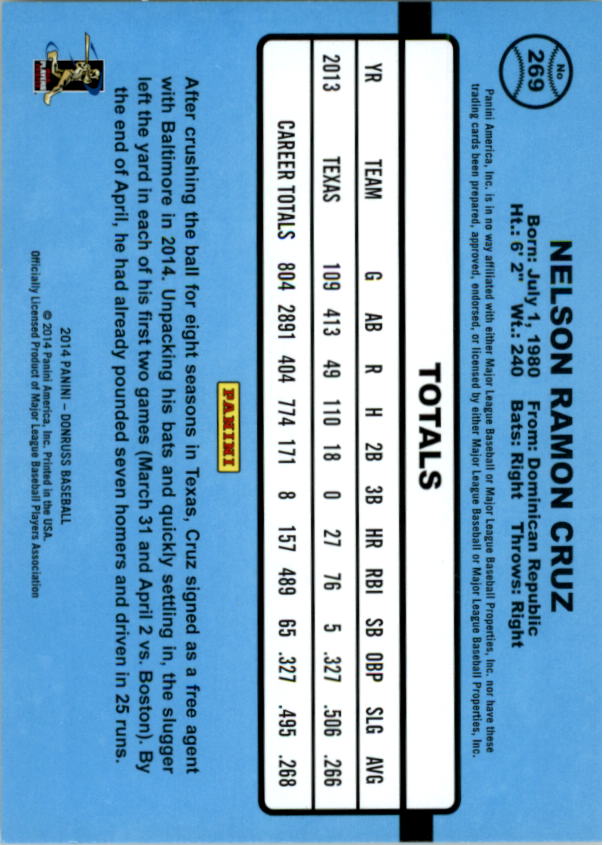 No
269
NELSON RAMON CRUZ
Born: July 1, 1980 From: Dominican Republic
Ht.: 6' 2" Wt.: 240 Bats: Right Throws: Right
Panini America, Inc. is in no way affiliated with either Major League Baseball or Major League Baseball Properties, Inc. nor have these
trading cards been prepared, approved, endorsed, or licensed by either Major League Baseball or Major League Baseball Properties, Inc.
TOTALS
YR TEAM G AB R H 2B 3B HR RBI SB OBP SLG AVG
2013 TEXAS 109 413 49 110 18 0 27 76 5 .327 .506 .266
CAREER TOTALS 804 2891 404 774 171 8 157 489 65 .327 .495 .268
PANINI
After crushing the ball for eight seasons in Texas, Cruz signed as a free agent
with Baltimore in 2014. Unpacking his bats and quickly settling in, the slugger
left the yard in each of his first two games (March 31 and April 2 vs. Boston). By
the end of April, he had already pounded seven homers and driven in 25 runs.
PLAYERS
2014 PANINI – DONRUSS BASEBALL
© 2014 Panini America, Inc. Printed in the USA.
Officially Licensed Product of Major League Baseball Players Association